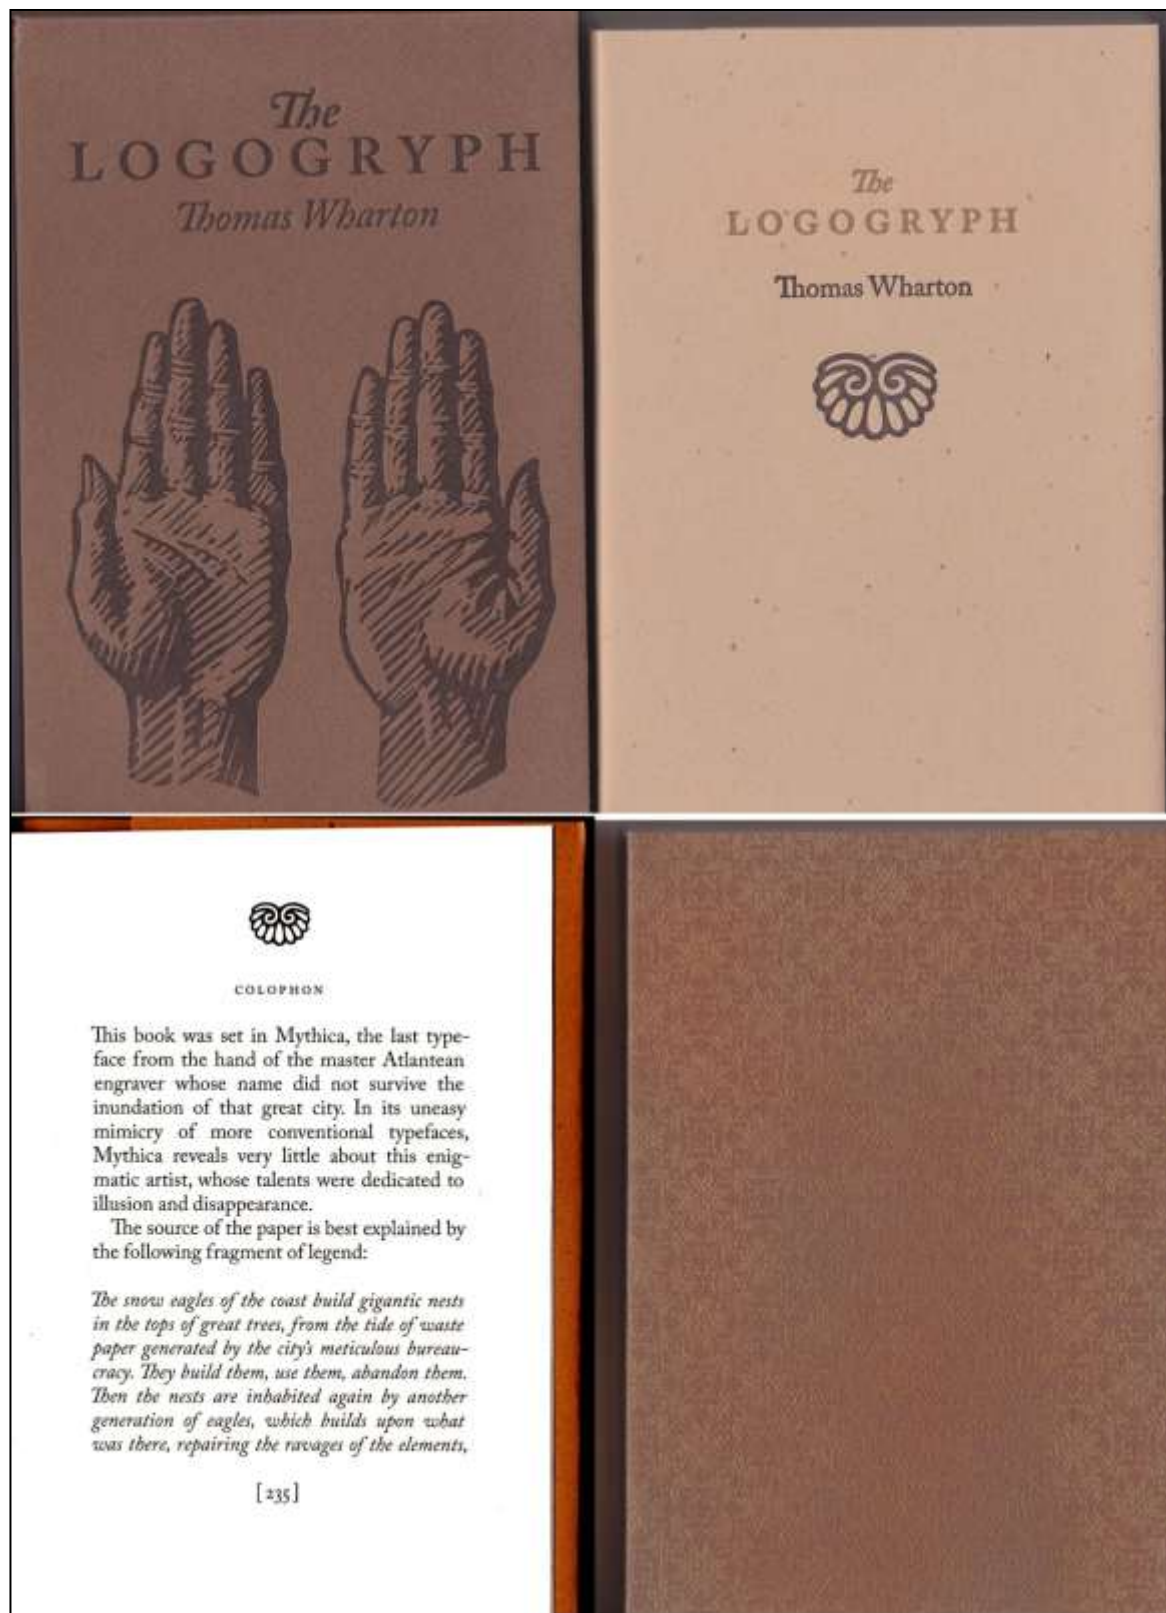 The
LOGOGRYPH
Thomas Wharton
The
LOGOGRYPH
Thomas Wharton
COLOPHON
This book was set in Mythica, the last type-
face from the hand of the master Atlantean
engraver whose name did not survive the
inundation of that great city. In its uneasy
mimicry of more conventional typefaces,
Mythica reveals very little about this enig-
matic artist, whose talents were dedicated to
illusion and disappearance.
The source of the paper is best explained by
the following fragment of legend:
The snow eagles of the coast build gigantic nests
in the tops of great trees, from the tide of waste
paper generated by the city's meticulous bureau-
cracy. They build them, use them, abandon them.
Then the nests are inhabited again by another
generation of eagles, which builds upon what
was there, repairing the ravages of the elements,
[235]